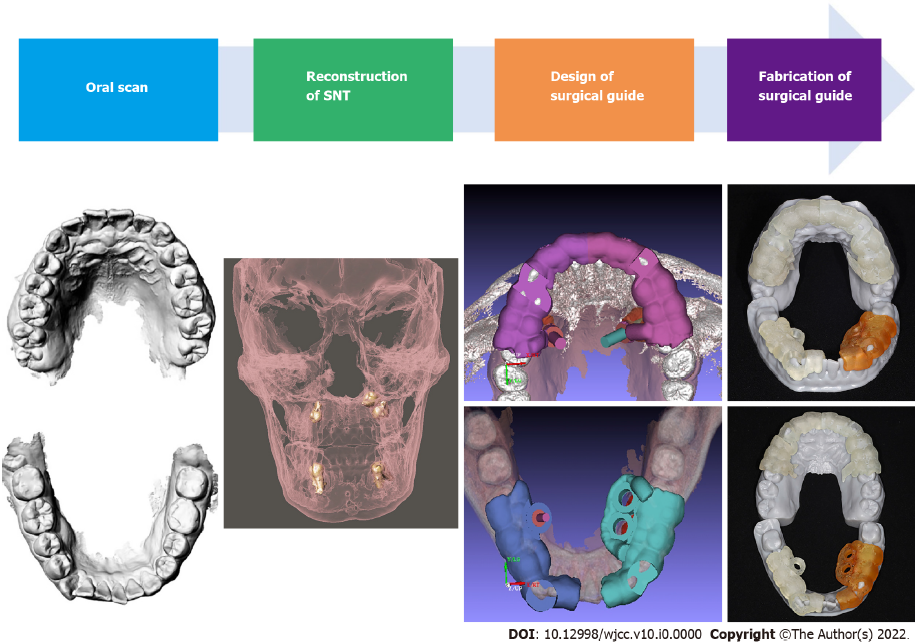 Oral scan
Reconstruction
of SNT
Design of
surgical guide
Fabrication of
surgical guide
DOI: 10.12998/wjcc.v10.i0.0000 Copyright ©The Author(s) 2022